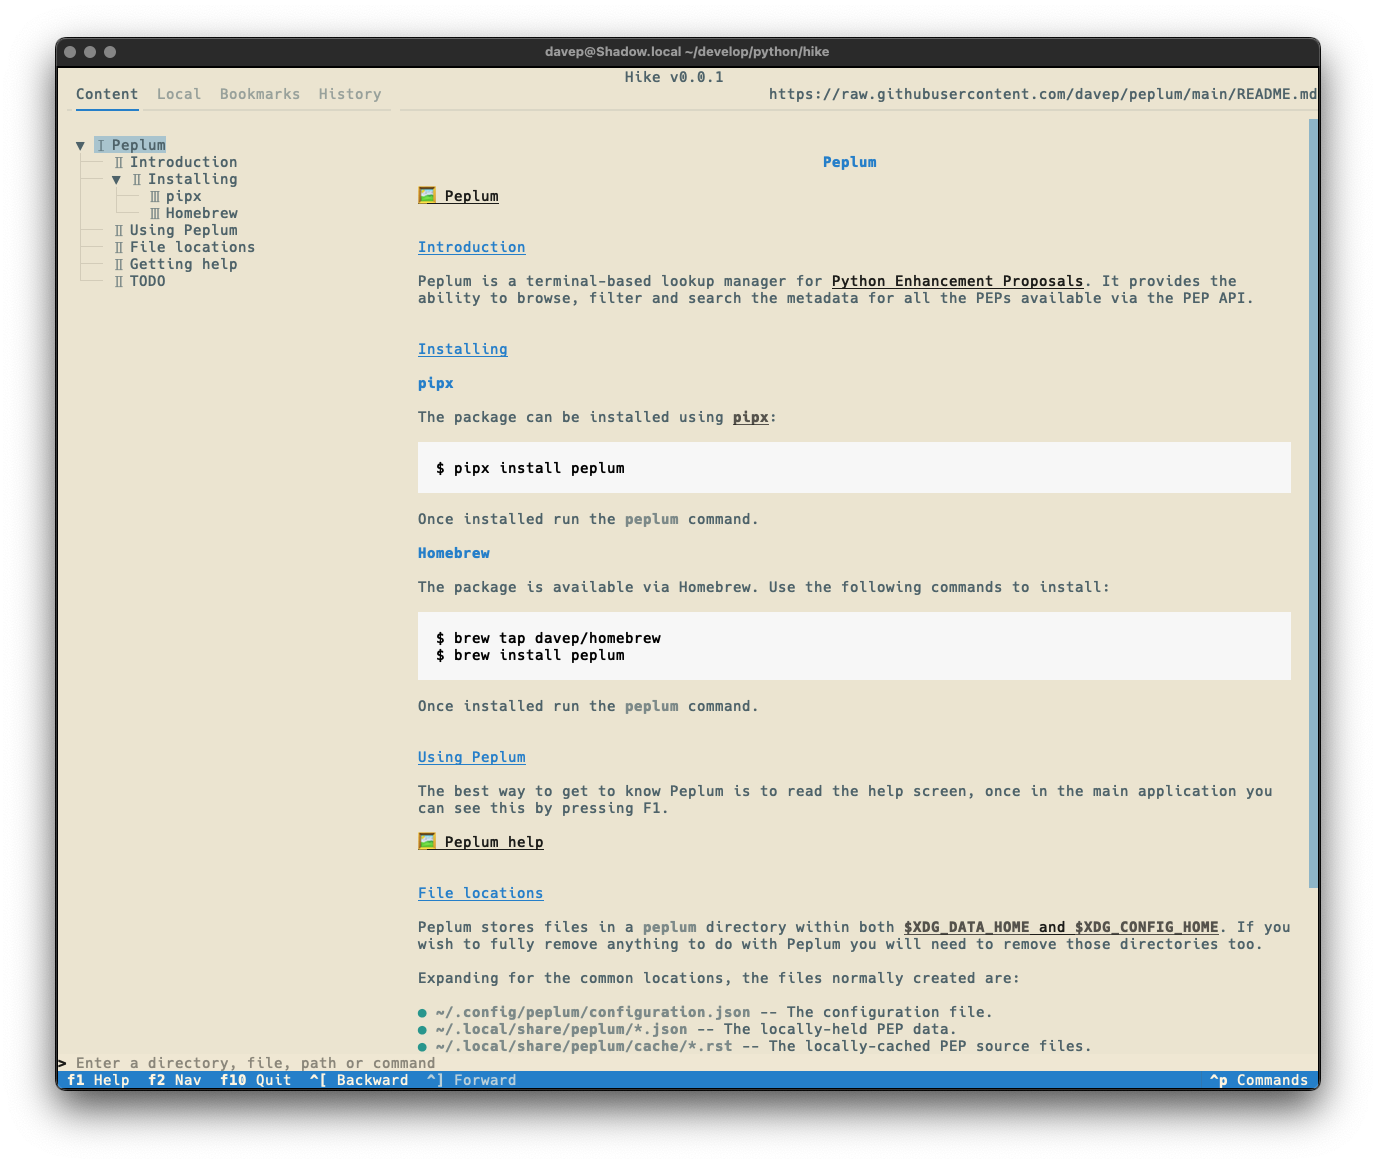 davep@Shadow.local ~/develop/python/hike
Hike v0.0.1
Content Local Bookmarks History
https://raw.githubusercontent.com/davep/peplum/main/README.md
▼ Ⅰ Peplum
Ⅱ Introduction
▼ Ⅱ Installing
Ⅲ pipx
Ⅲ Homebrew
Ⅱ Using Peplum
Ⅱ File locations
Ⅱ Getting help
Ⅱ TODO
Peplum
🖼 Peplum
Introduction
Peplum is a terminal-based lookup manager for Python Enhancement Proposals. It provides the
ability to browse, filter and search the metadata for all the PEPs available via the PEP API.
Installing
pipx
The package can be installed using pipx:
$ pipx install peplum
Once installed run the peplum command.
Homebrew
The package is available via Homebrew. Use the following commands to install:
$ brew tap davep/homebrew
$ brew install peplum
Once installed run the peplum command.
Using Peplum
The best way to get to know Peplum is to read the help screen, once in the main application you
can see this by pressing F1.
🖼 Peplum help
File locations
Peplum stores files in a peplum directory within both $XDG_DATA_HOME and $XDG_CONFIG_HOME. If you
wish to fully remove anything to do with Peplum you will need to remove those directories too.
Expanding for the common locations, the files normally created are:
● ~/.config/peplum/configuration.json -- The configuration file.
● ~/.local/share/peplum/*.json -- The locally-held PEP data.
● ~/.local/share/peplum/cache/*.rst -- The locally-cached PEP source files.
> Enter a directory, file, path or command
f1 Help f2 Nav f10 Quit ^[ Backward ^] Forward ^p Commands